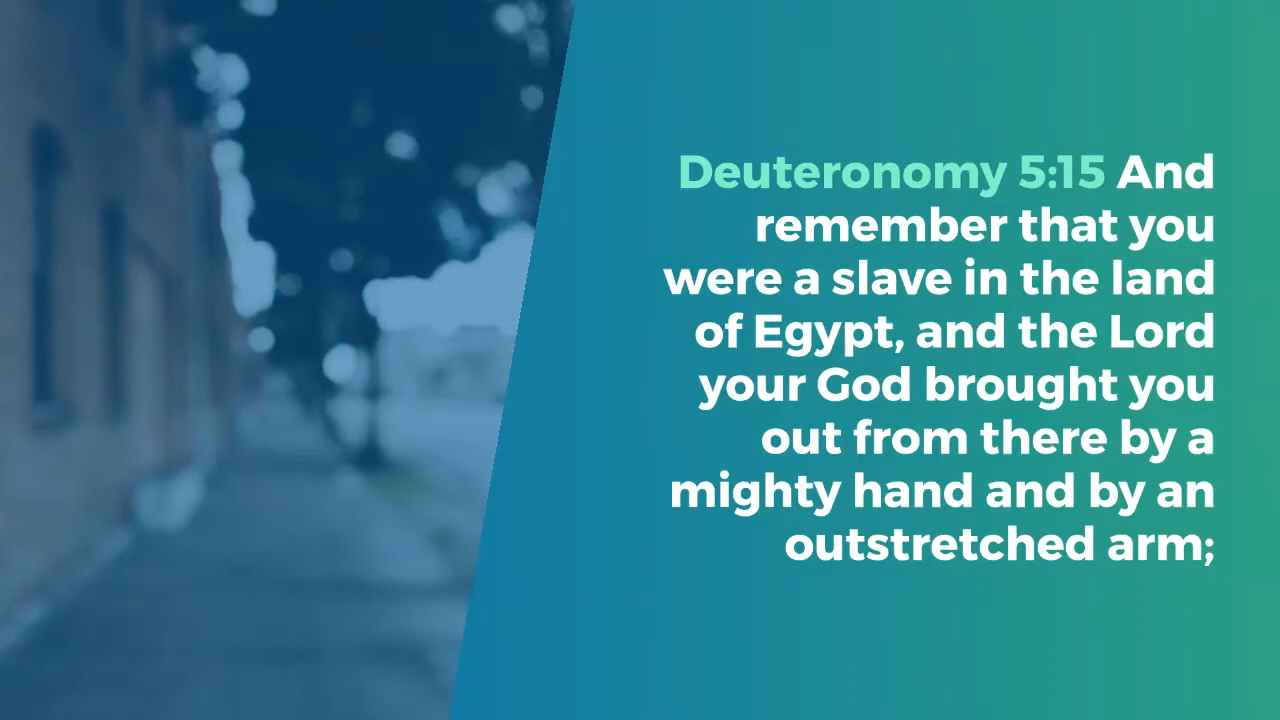 Deuteronomy 5:15 And
remember that you
were a slave in the land
of Egypt, and the Lord
your God brought you
out from there by a
mighty hand and by an
outstretched arm;